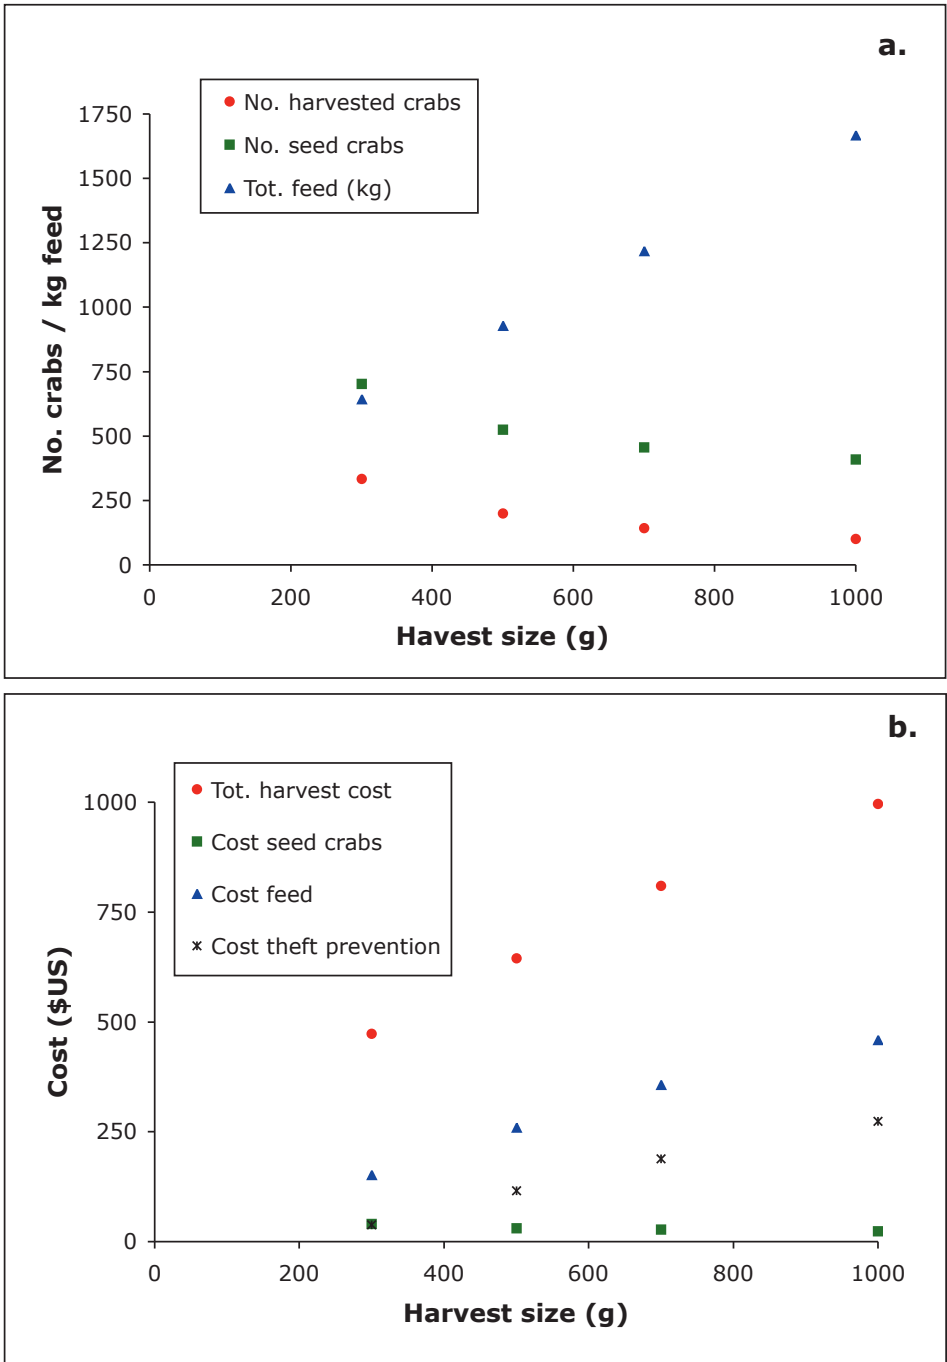 a.
No. harvested crabs
No. seed crabs
Tot. feed (kg)
1750
1500
1250
1000
750
500
250
0
No. crabs / kg feed
0 200 400 600 800 1000
Havest size (g)
b.
Tot. harvest cost
Cost seed crabs
Cost feed
Cost theft prevention
1000
750
500
250
0
Cost ($US)
0 200 400 600 800 1000
Harvest size (g)